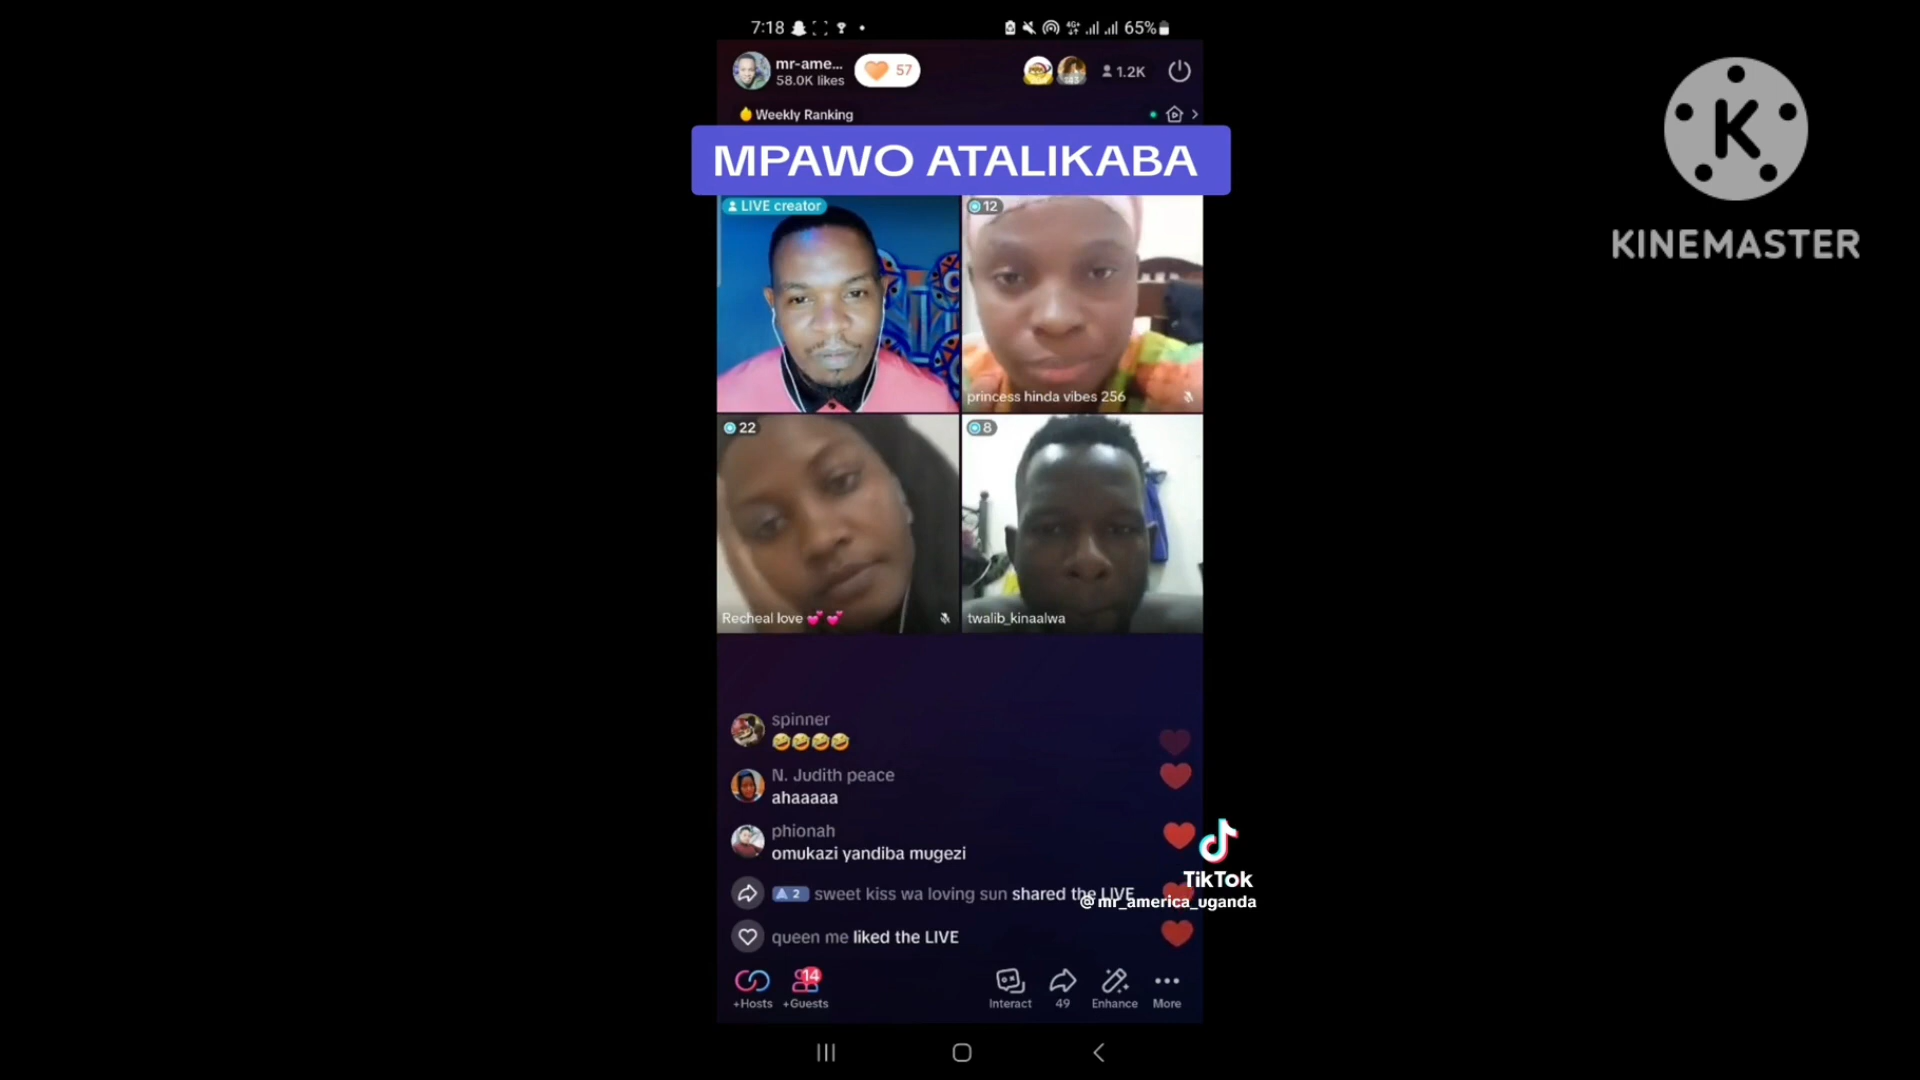 7:18
4G+
65%
mr-ame...
58.0K likes
57
1.2K
Weekly Ranking
MPAWO ATALIKABA
LIVE creator
12
princess hinda vibes 256
22
8
Recheal love 💕 💕
twalib_kinaalwa
spinner
🤣🤣🤣🤣
N. Judith peace
ahaaaaa
phionah
omukazi yandiba mugezi
2 sweet kiss wa loving sun shared the LIVE
queen me liked the LIVE
TikTok
@mr_america_uganda
14
+Hosts
+Guests
Interact
49
Enhance
More
K
KINEMASTER